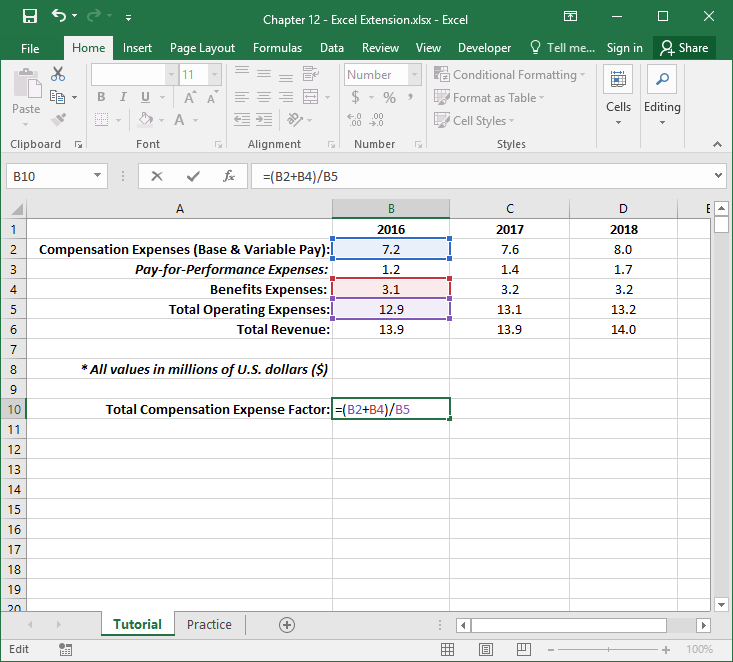 Chapter 12 - Excel Extension.xlsx - Excel
File Home Insert Page Layout Formulas Data Review View Developer Tell me... Sign in Share
Paste
11
B I U A A
A
Number
$ % ,
.0 .00
.00 .0
Conditional Formatting
Format as Table
Cell Styles
Cells
Editing
Clipboard Font Alignment Number Styles
B10 fx =(B2+B4)/B5
A B C D E
1 2016 2017 2018
2 Compensation Expenses (Base & Variable Pay): 7.2 7.6 8.0
3 Pay-for-Performance Expenses: 1.2 1.4 1.7
4 Benefits Expenses: 3.1 3.2 3.2
5 Total Operating Expenses: 12.9 13.1 13.2
6 Total Revenue: 13.9 13.9 14.0
7
8 * All values in millions of U.S. dollars ($)
9
10 Total Compensation Expense Factor: =(B2+B4)/B5
11
12
13
14
15
16
17
18
19
20
Tutorial Practice
Edit 100%